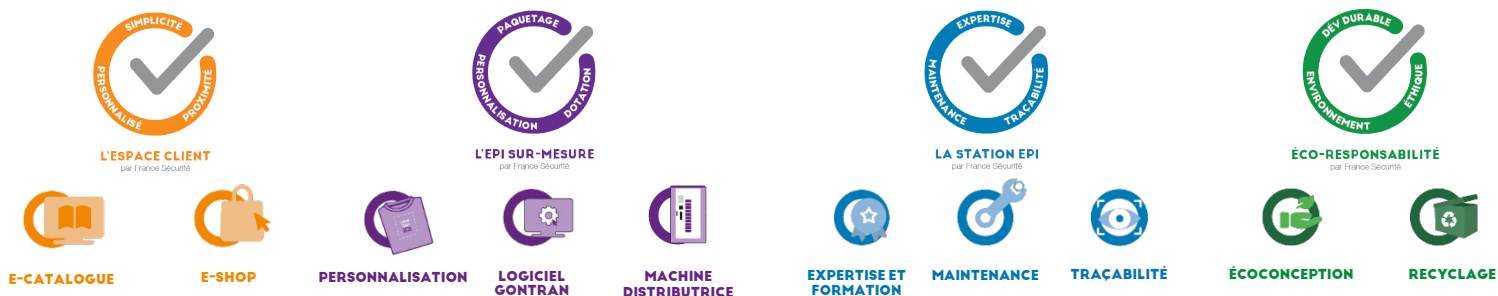 SIMPLICITÉ
PERSONNALISÉ
PROXIMITÉ
L'ESPACE CLIENT
par France Sécurité
E-CATALOGUE
E-SHOP
PAQUETAGE
PERSONNALISATION
DOTATION
L'EPI SUR-MESURE
par France Sécurité
PERSONNALISATION
LOGICIEL
GONTRAN
MACHINE
DISTRIBUTRICE
EXPERTISE
MAINTENANCE
TRAÇABILITÉ
LA STATION EPI
par France Sécurité
EXPERTISE ET
FORMATION
MAINTENANCE
TRAÇABILITÉ
DÉV DURABLE
ENVIRONNEMENT
ÉTHIQUE
ÉCO-RESPONSABILITÉ
par France Sécurité
ÉCOCONCEPTION
RECYCLAGE